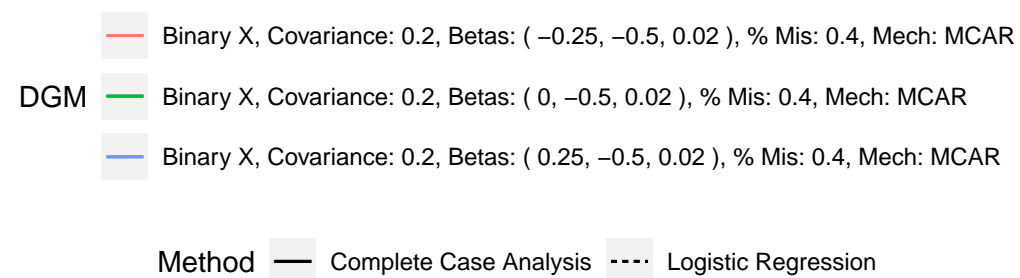 Binary X, Covariance: 0.2, Betas: ( −0.25, −0.5, 0.02 ), % Mis: 0.4, Mech: MCAR
DGM Binary X, Covariance: 0.2, Betas: ( 0, −0.5, 0.02 ), % Mis: 0.4, Mech: MCAR
Binary X, Covariance: 0.2, Betas: ( 0.25, −0.5, 0.02 ), % Mis: 0.4, Mech: MCAR
Method Complete Case Analysis Logistic Regression